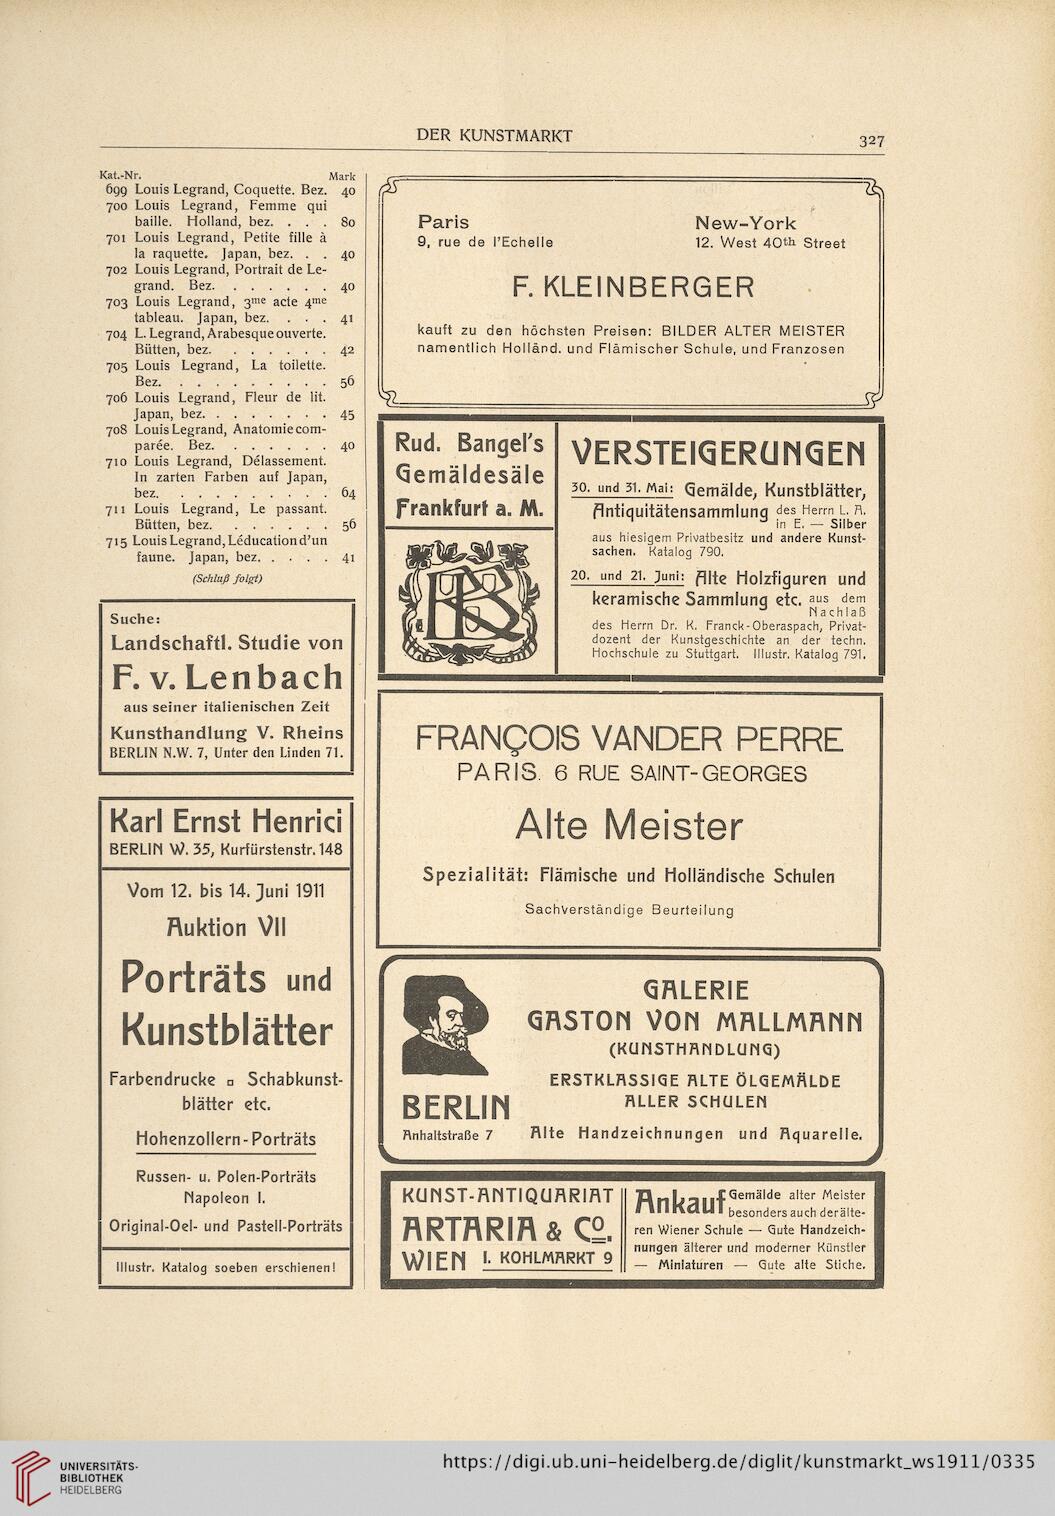 DER KUNSTMARKT
327
Kat.-Nr. Mark
699 Louis Legrand, Coquette. Bez. 40
700 Louis Legrand, Femme qui
baille. Holland, bez. . . . 80
701 Louis Legrand, Petite fille à
la raquette. Japan, bez. . . 40
702 Louis Legrand, Portrait de Le-
grand. Bez. . . . . . . 40
703 Louis Legrand, 3me acte 4me
tableau. Japan, bez. . . . 41
704 L. Legrand, Arabesque ouverte.
Bütten, bez. . . . . . . 42
705 Louis Legrand, La toilette.
Bez. . . . . . . . . . 56
706 Louis Legrand, Fleur de lit.
Japan, bez. . . . . . . . 45
708 Louis Legrand, Anatomie com-
parée. Bez. . . . . . . 40
710 Louis Legrand, Délassement.
In zarten Farben auf Japan,
bez. . . . . . . . . . 64
711 Louis Legrand, Le passant.
Bütten, bez. . . . . . . 56
715 Louis Legrand, Léducation d'un
faune. Japan, bez. . . . . 41
(Schluß folgt)
Suche:
Landschaftl. Studie von
F. v. Lenbach
aus seiner italienischen Zeit
Kunsthandlung V. Rheins
BERLIN N.W. 7, Unter den Linden 71.
Karl Ernst Henrici
BERLIN W. 35, Kurfürstenstr. 148
Vom 12. bis 14. Juni 1911
Auktion VII
Porträts und
Kunstblätter
Farbendrucke ▫ Schabkunst-
blätter etc.
Hohenzollern-Porträts
Russen- u. Polen-Porträts
Napoleon I.
Original-Oel- und Pastell-Porträts
Illustr. Katalog soeben erschienen!
Paris New-York
9, rue de l'Echelle 12. West 40th Street
F. KLEINBERGER
kauft zu den höchsten Preisen: BILDER ALTER MEISTER
namentlich Holländ. und Flämischer Schule, und Franzosen
Rud. Bangel's
Gemäldesäle
Frankfurt a. M.
RB
VERSTEIGERUNGEN
30. und 31. Mai: Gemälde, Kunstblätter,
Antiquitätensammlung des Herrn L. A.
in E. — Silber
aus hiesigem Privatbesitz und andere Kunst-
sachen. Katalog 790.
20. und 21. Juni: Alte Holzfiguren und
keramische Sammlung etc. aus dem
Nachlaß
des Herrn Dr. K. Franck-Oberaspach, Privat-
dozent der Kunstgeschichte an der techn.
Hochschule zu Stuttgart. Illustr. Katalog 791.
FRANÇOIS VANDER PERRE
PARIS. 6 RUE SAINT-GEORGES
Alte Meister
Spezialität: Flämische und Holländische Schulen
Sachverständige Beurteilung
GALERIE
GASTON VON MALLMANN
(KUNSTHANDLUNG)
ERSTKLASSIGE ALTE ÖLGEMÄLDE
ALLER SCHULEN
BERLIN
Anhaltstraße 7 Alte Handzeichnungen und Aquarelle.
KUNST-ANTIQUARIAT
ARTARIA & Co.
WIEN I. KOHLMARKT 9
Ankauf Gemälde alter Meister
besonders auch der älte-
ren Wiener Schule — Gute Handzeich-
nungen älterer und moderner Künstler
— Miniaturen — Gute alte Stiche.
UNIVERSITÄTS-
BIBLIOTHEK
HEIDELBERG
https://digi.ub.uni-heidelberg.de/diglit/kunstmarkt_ws1911/0335